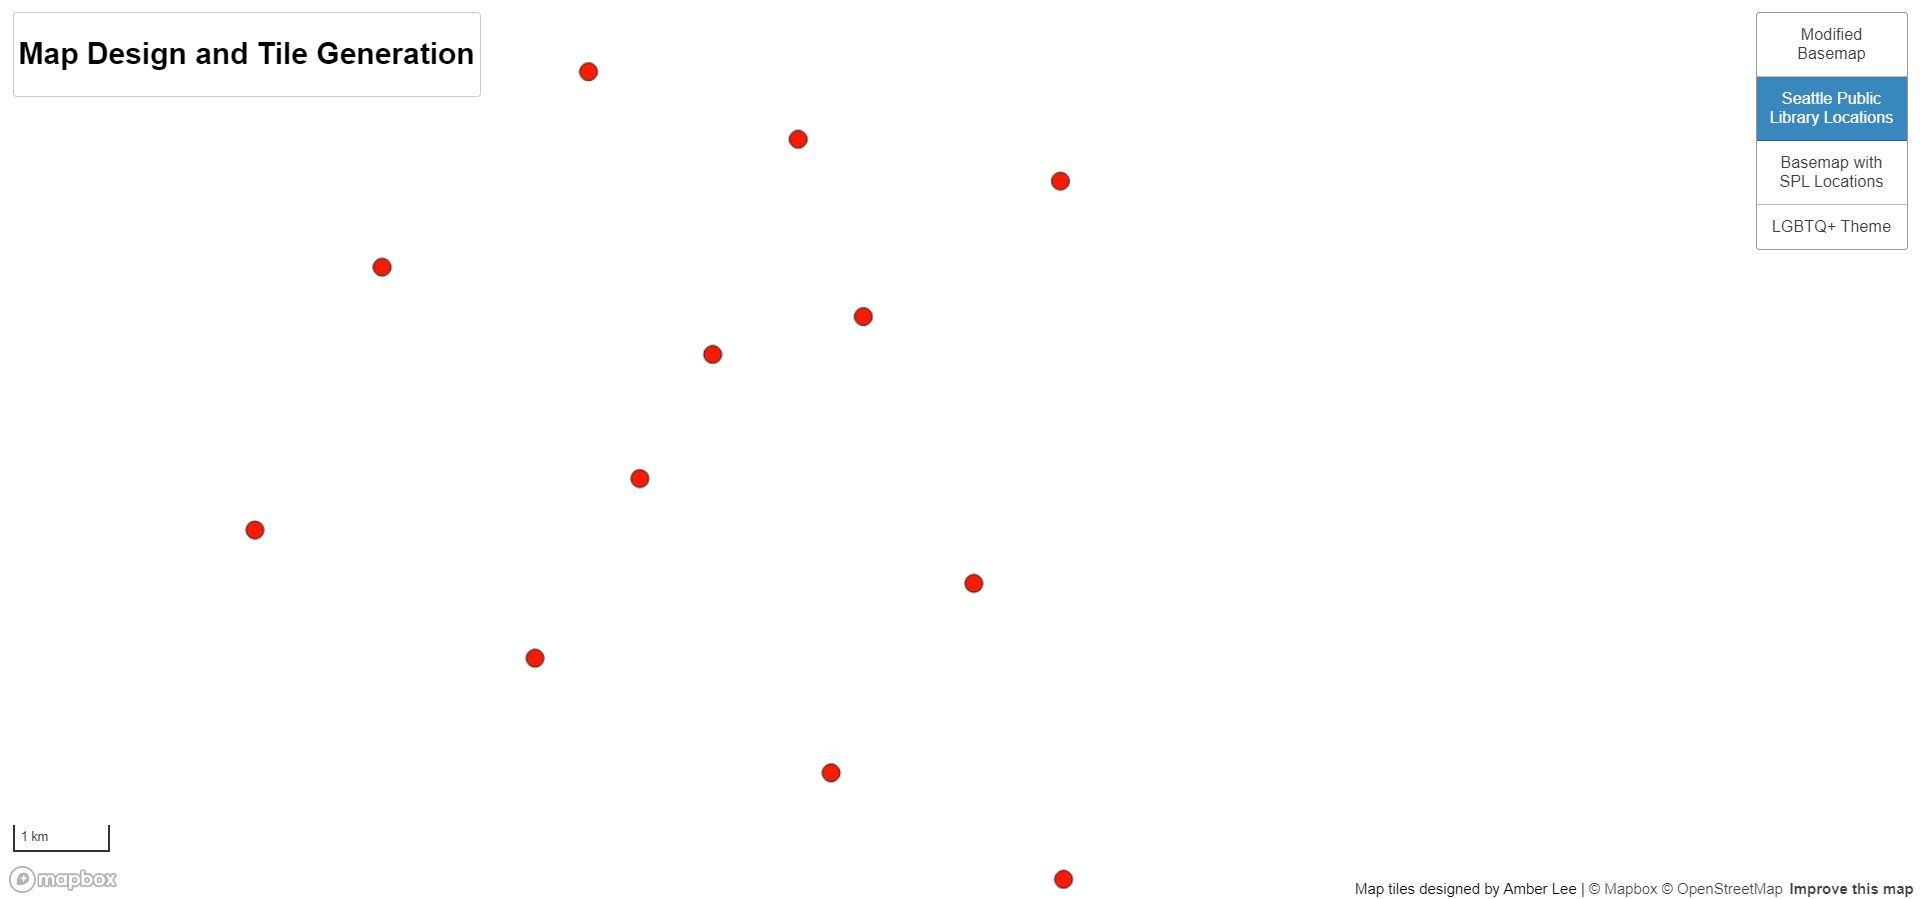 Map Design and Tile Generation
Modified
Basemap
Seattle Public
Library Locations
Basemap with
SPL Locations
LGBTQ+ Theme
1 km
mapbox
Map tiles designed by Amber Lee | © Mapbox © OpenStreetMap Improve this map